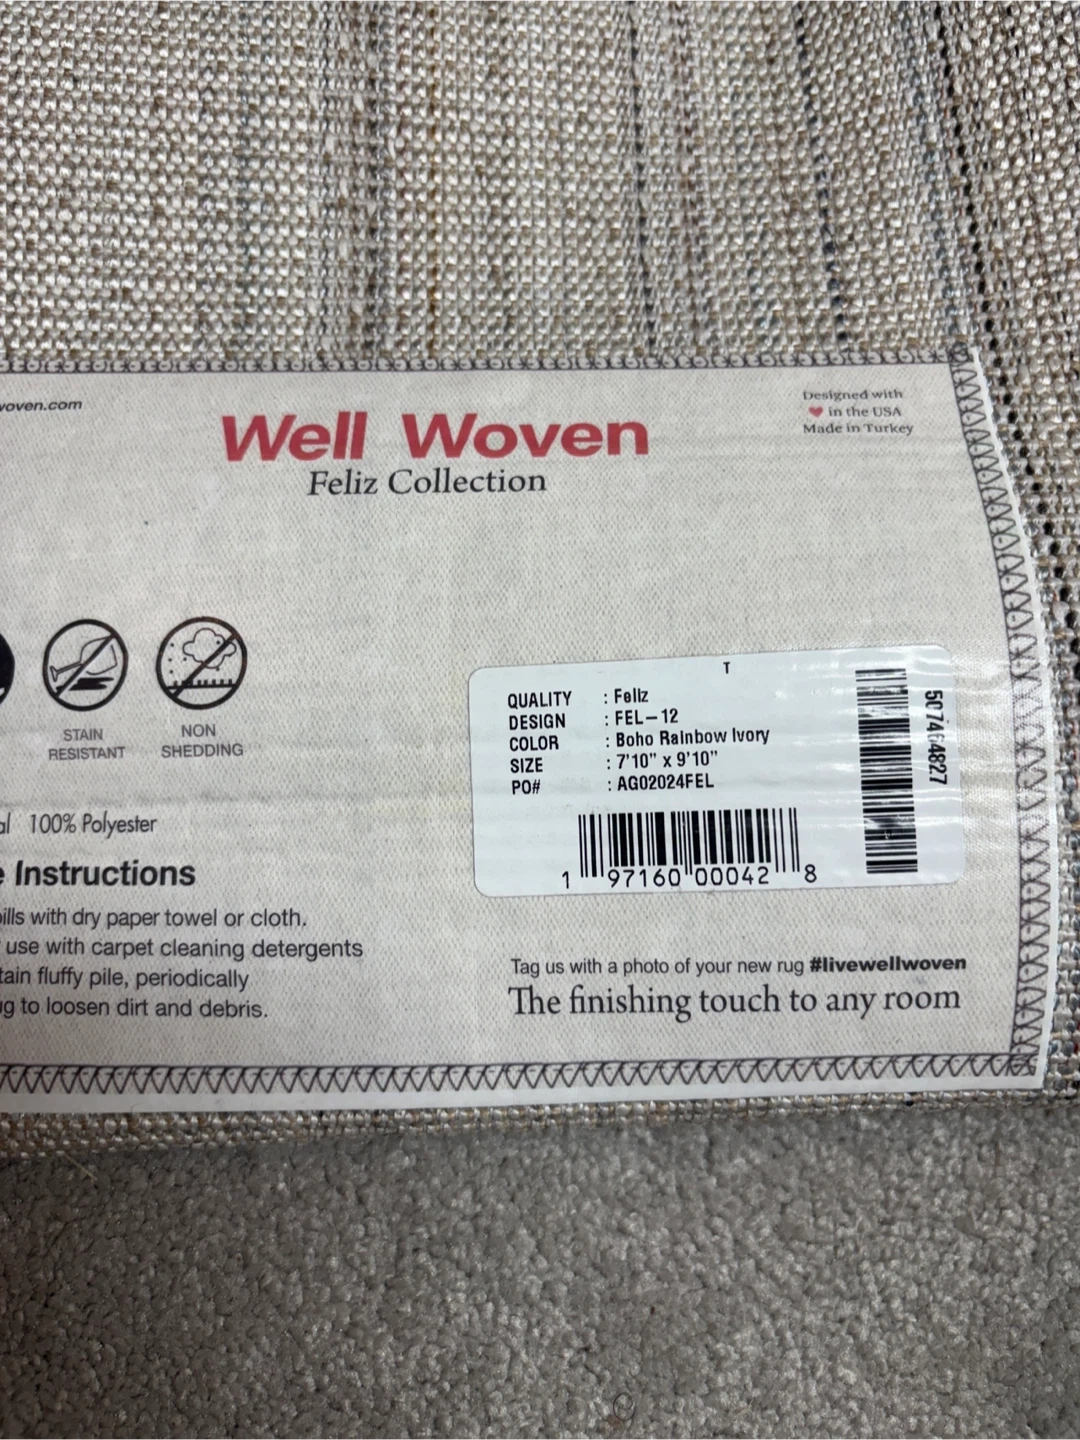 woven.com
Designed with
in the USA
Made in Turkey
Well Woven
Feliz Collection
STAIN
RESISTANT
NON
SHEDDING
100% Polyester
Instructions
with dry paper towel or cloth.
use with carpet cleaning detergents
fluffy pile, periodically
to loosen dirt and debris.
T
QUALITY : Feliz
DESIGN : FEL-12
COLOR : Boho Rainbow Ivory
SIZE : 7'10" x 9'10"
PO# : AG02024FEL
1 97160 00042 8
507464827
Tag us with a photo of your new rug #livewellwoven
The finishing touch to any room